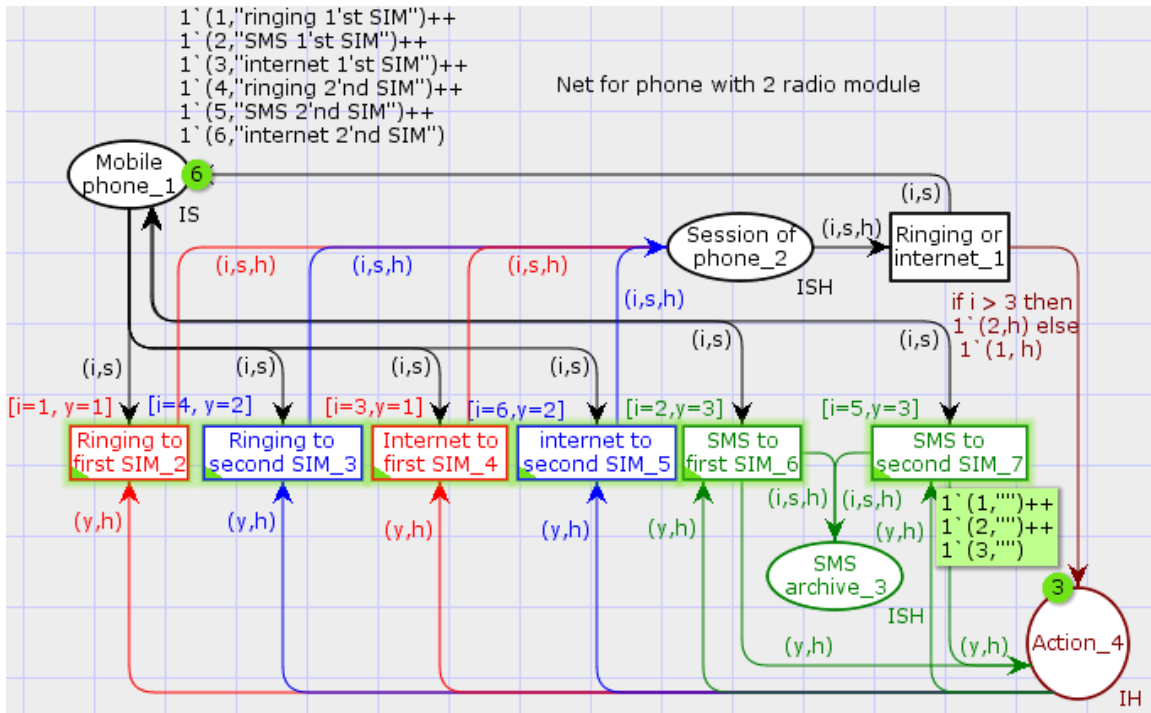 1`(1,"ringing 1'st SIM")++
1`(2,"SMS 1'st SIM")++
1`(3,"internet 1'st SIM")++
1`(4,"ringing 2'nd SIM")++
1`(5,"SMS 2'nd SIM")++
1`(6,"internet 2'nd SIM")
Net for phone with 2 radio module
Mobile
phone_1
6
IS
(i,s)
Session of
phone_2
ISH
(i,s,h)
Ringing or
internet_1
(i,s,h)
(i,s,h)
(i,s,h)
(i,s,h)
if i > 3 then
1`(2,h) else
1`(1, h)
(i,s)
(i,s)
(i,s)
(i,s)
(i,s)
(i,s)
[i=1, y=1]
[i=4, y=2]
[i=3,y=1]
[i=6,y=2]
[i=2,y=3]
[i=5,y=3]
Ringing to
first SIM_2
Ringing to
second SIM_3
Internet to
first SIM_4
internet to
second SIM_5
SMS to
first SIM_6
SMS to
second SIM_7
(i,s,h)
(i,s,h)
1`(1,"")++
1`(2,"")++
1`(3,"")
(y,h)
(y,h)
(y,h)
(y,h)
(y,h)
(y,h)
SMS
archive_3
ISH
3
Action_4
IH
(y,h)
(y,h)